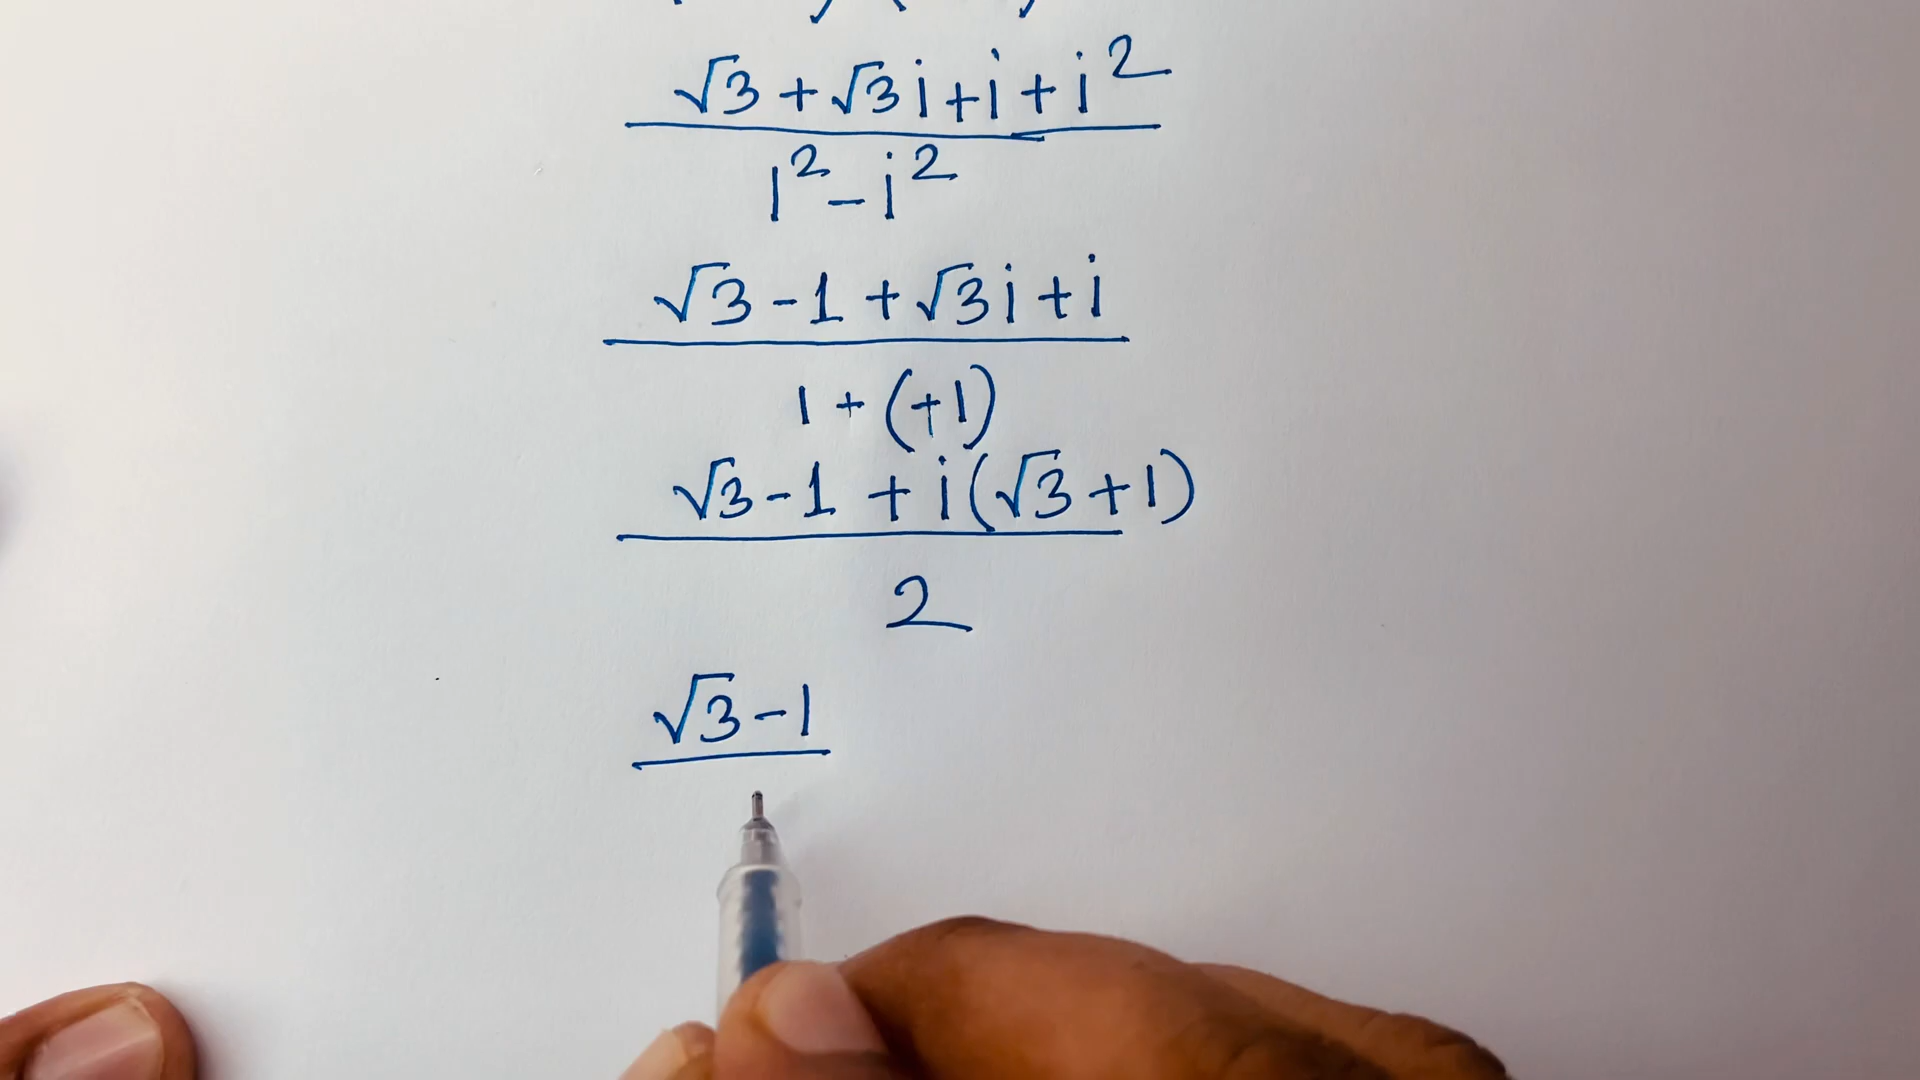 √3 + √3i + i + i²
1² - i²
√3 - 1 + √3i + i
1 + (+1)
√3 - 1 + i(√3 + 1)
2
√3 - 1